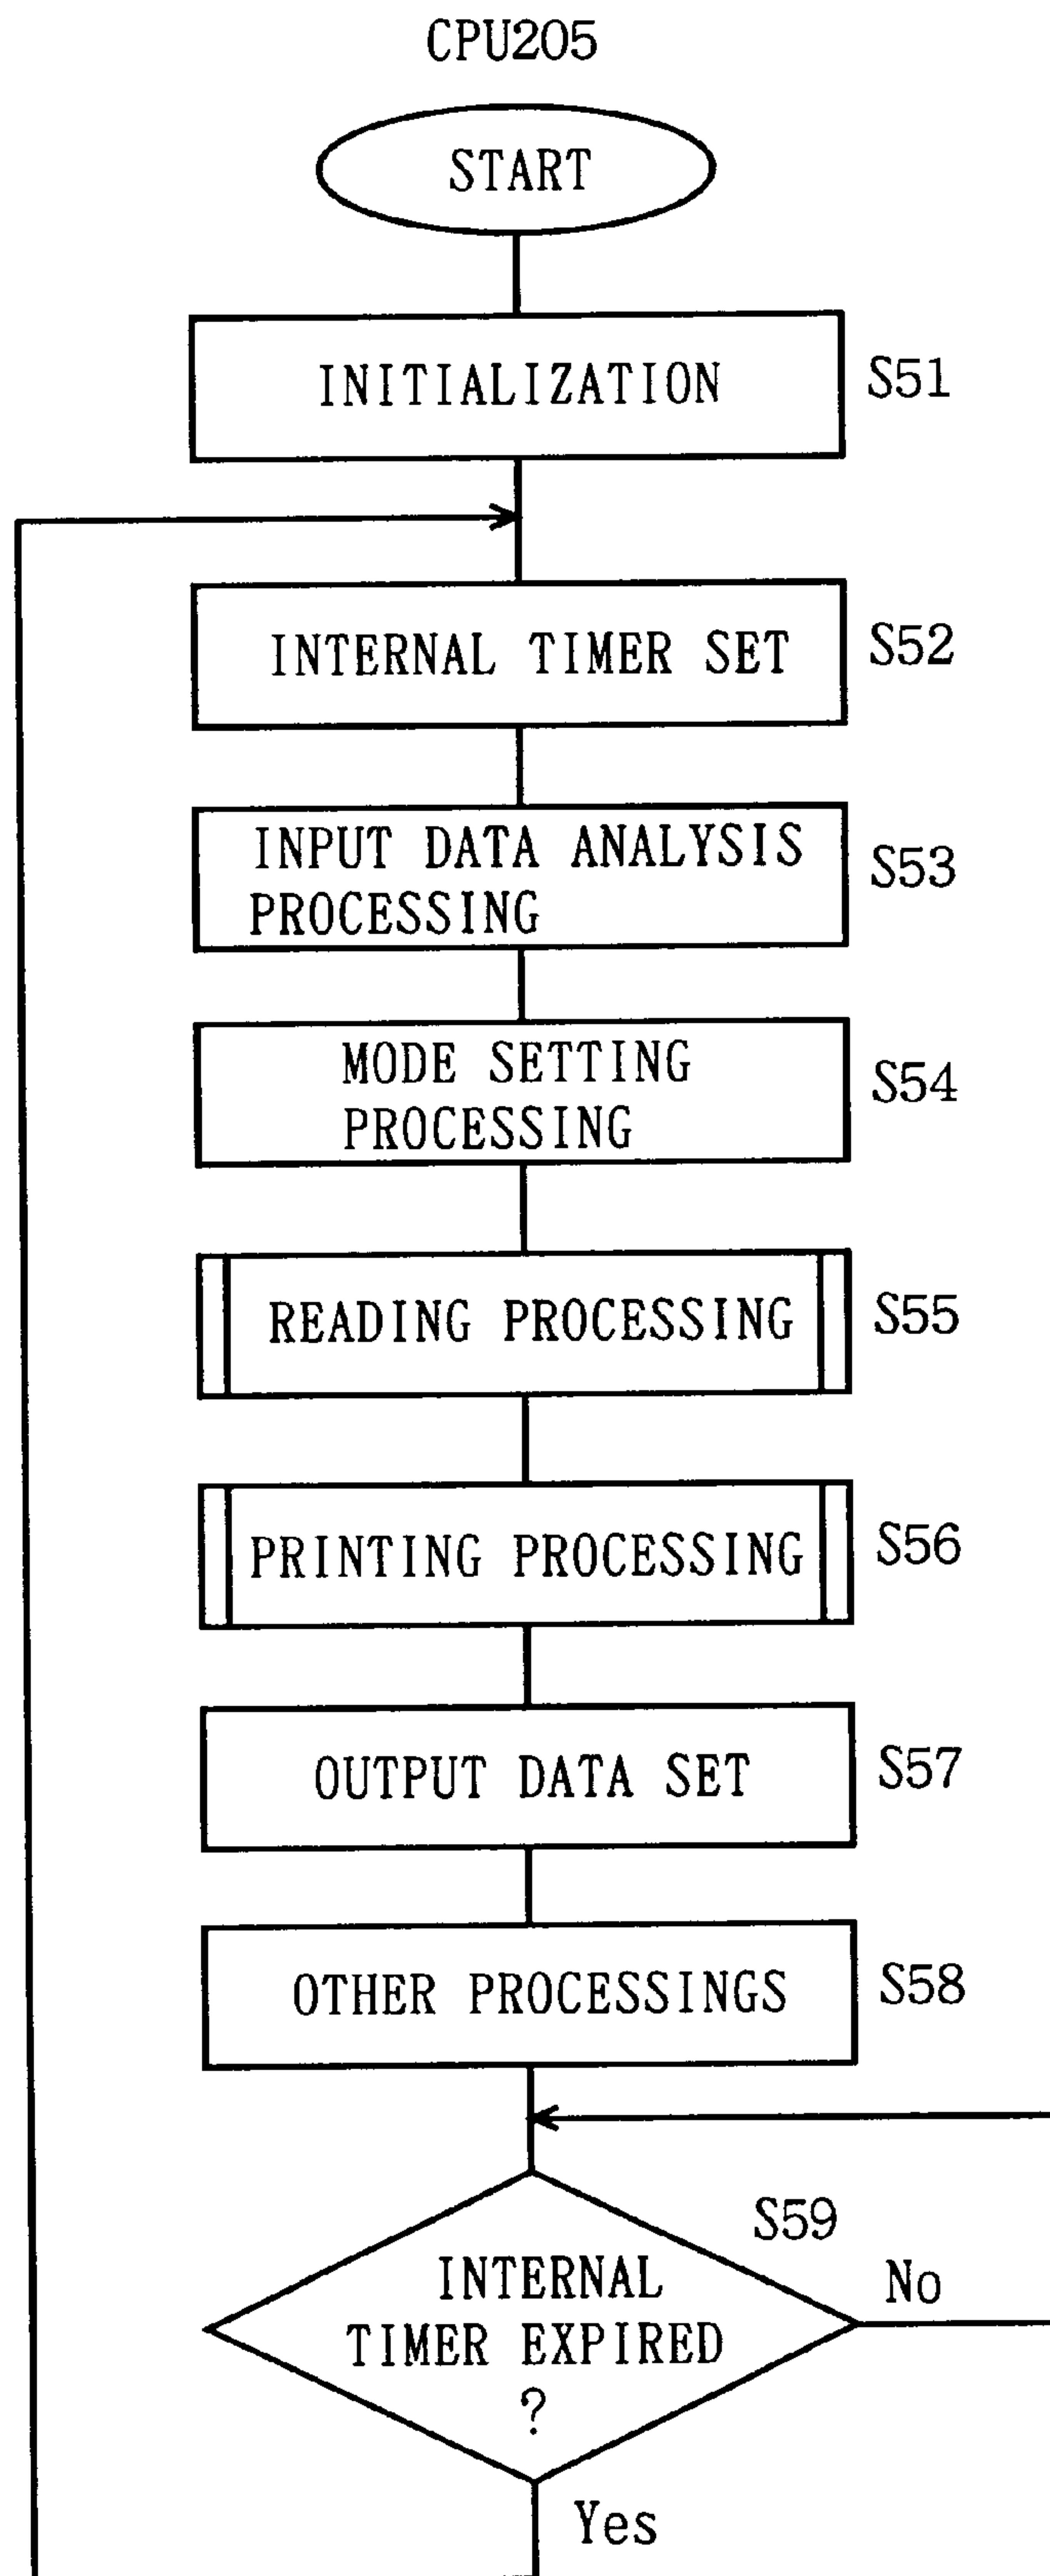 CPU205
START
INITIALIZATION
S51
INTERNAL TIMER SET
S52
INPUT DATA ANALYSIS
PROCESSING
S53
MODE SETTING
PROCESSING
S54
READING PROCESSING
S55
PRINTING PROCESSING
S56
OUTPUT DATA SET
S57
OTHER PROCESSINGS
S58
S59
INTERNAL
TIMER EXPIRED
?
No
Yes